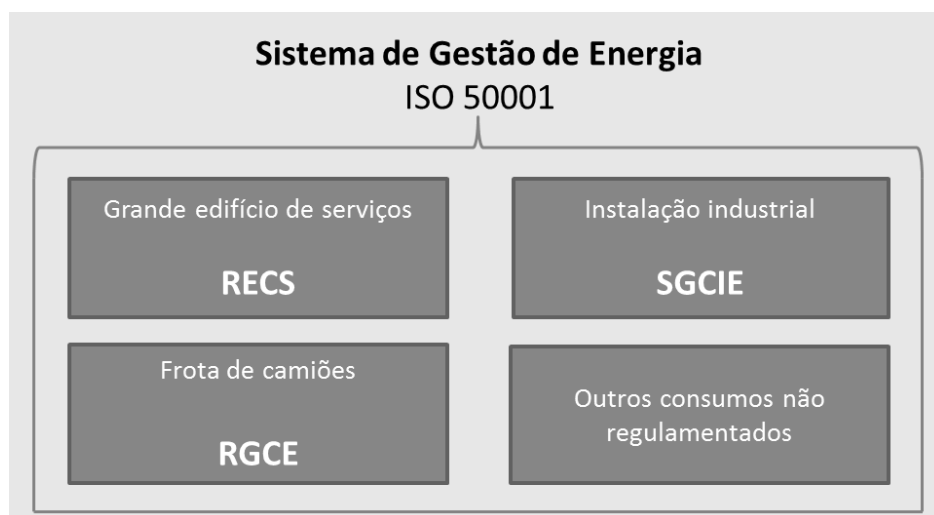 Sistema de Gestão de Energia
ISO 50001
Grande edifício de serviços
RECS
Instalação industrial
SGCIE
Frota de camiões
RGCE
Outros consumos não
regulamentados